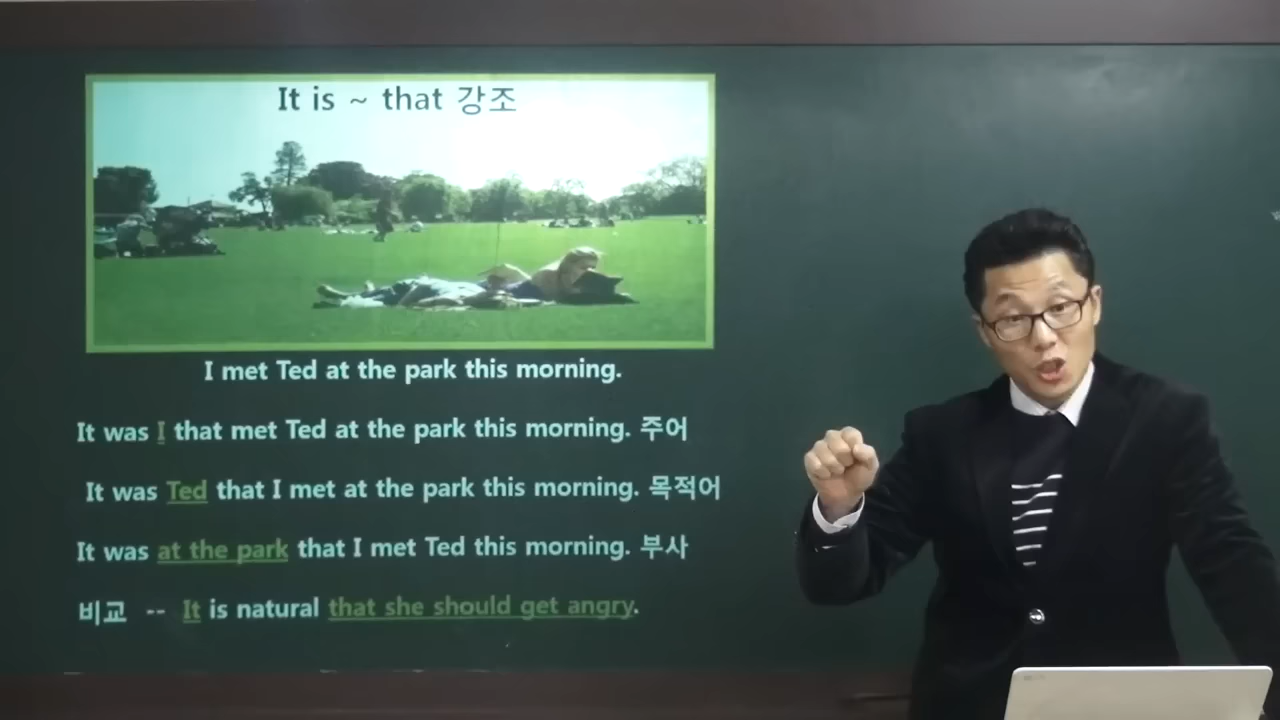 It is ~ that 강조
I met Ted at the park this morning.
It was I that met Ted at the park this morning. 주어
It was Ted that I met at the park this morning. 목적어
It was at the park that I met Ted this morning. 부사
비교 -- It is natural that she should get angry.